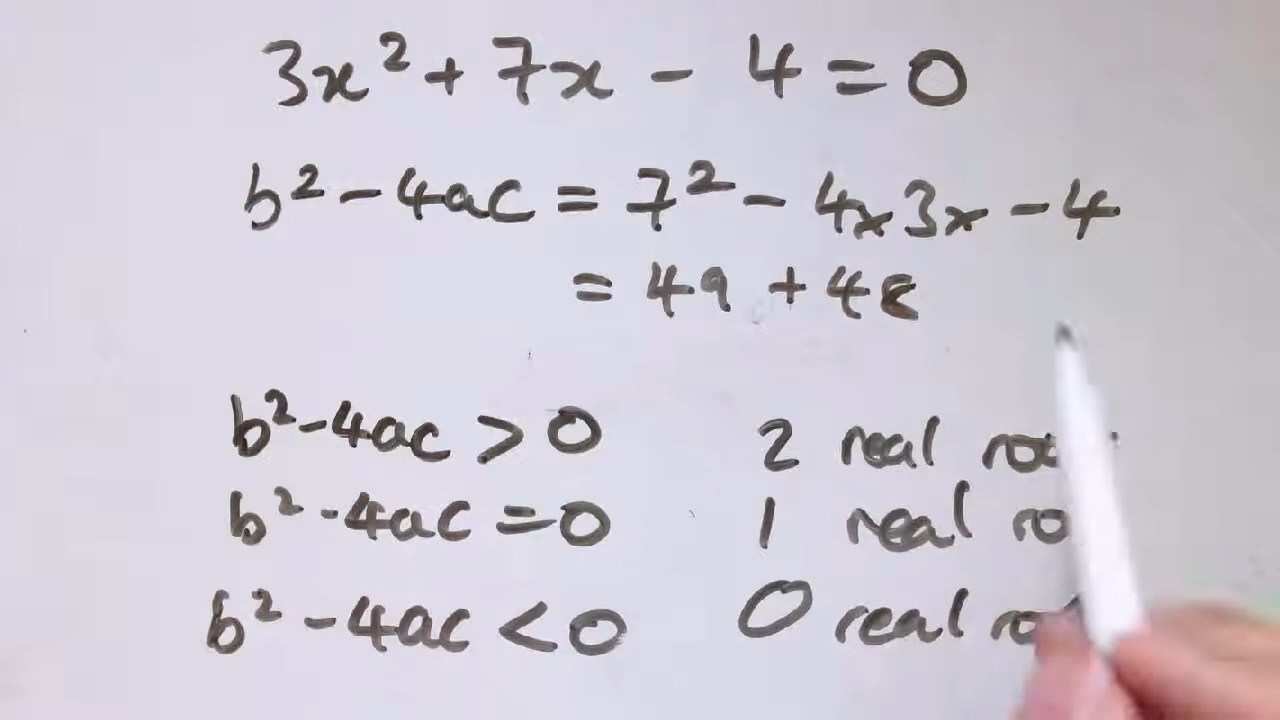 3x² + 7x - 4 = 0
b² - 4ac = 7² - 4x3x - 4
= 49 + 48
b² - 4ac > 0 2 real
b² - 4ac = 0 1 real
b² - 4ac < 0 0 real